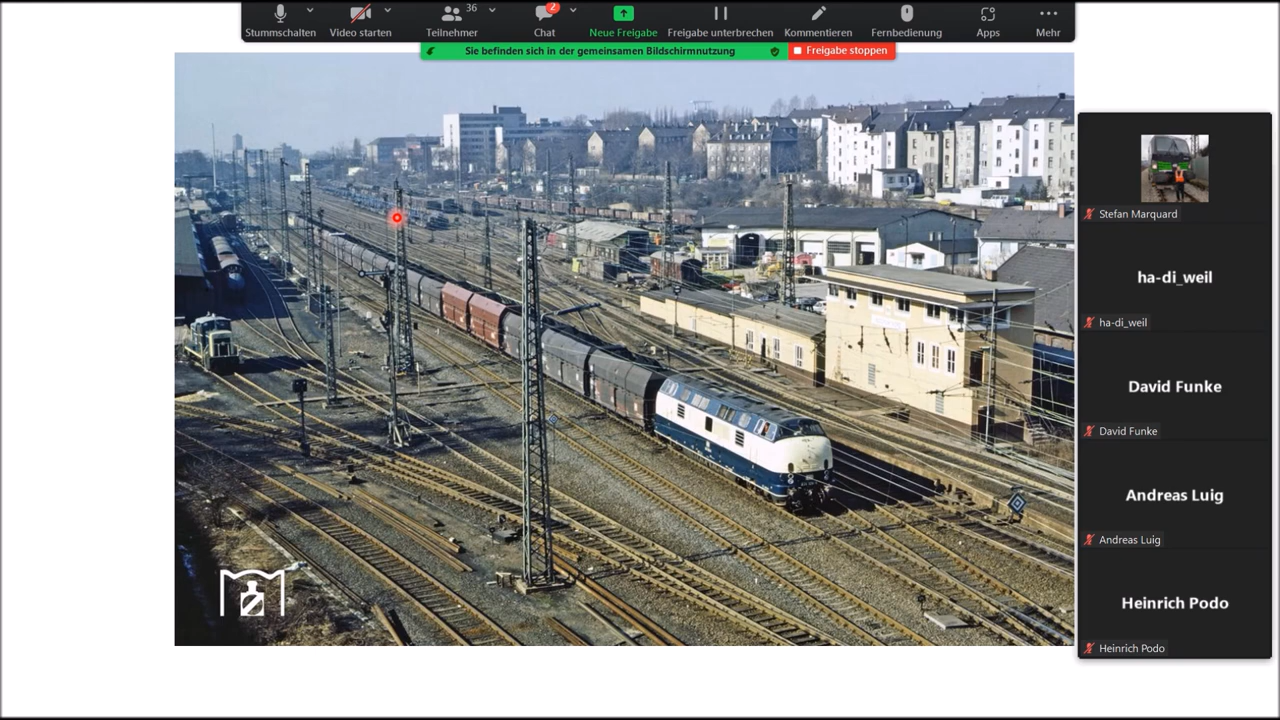 36
2
Stummschalten
Video starten
Teilnehmer
Chat
Neue Freigabe
Freigabe unterbrechen
Kommentieren
Fernbedienung
Apps
Mehr
Sie befinden sich in der gemeinsamen Bildschirmnutzung
Freigabe stoppen
Stefan Marquard
ha-di_weil
ha-di_weil
David Funke
David Funke
Andreas Luig
Andreas Luig
Heinrich Podo
Heinrich Podo